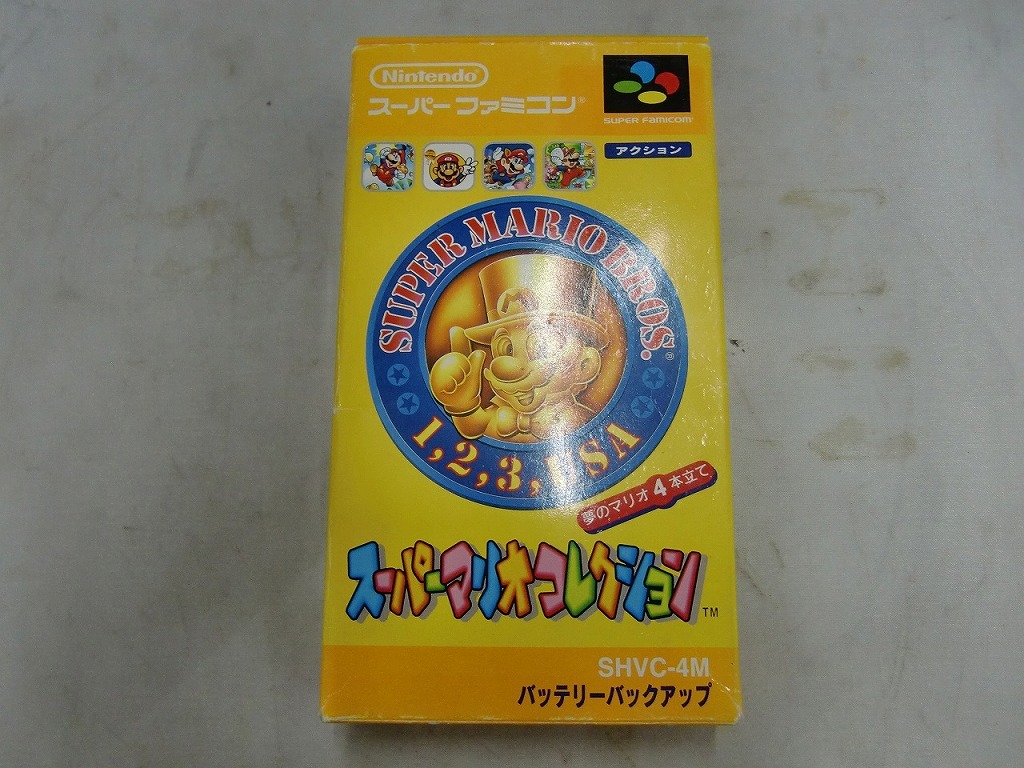 Nintendo
スーパーファミコン®
SUPER FAMICOM
アクション
SUPER MARIO BROS.®
1,2,3,USA
夢のマリオ4本立て
スーパーマリオコレクション™
SHVC-4M
バッテリーバックアップ